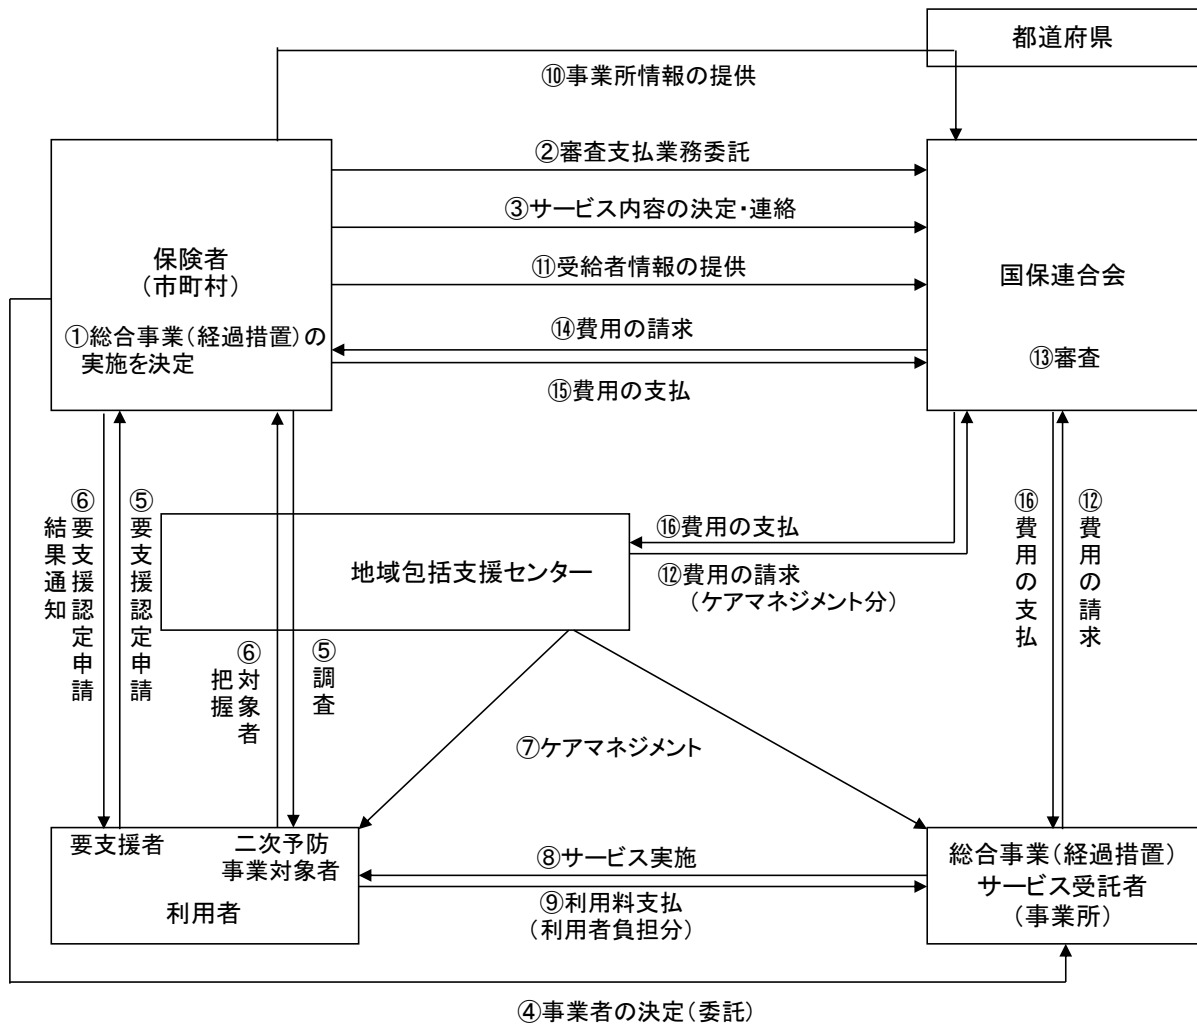 都道府県
⑩事業所情報の提供
②審査支払業務委託
③サービス内容の決定・連絡
保険者
（市町村）
⑪受給者情報の提供
国保連合会
①総合事業（経過措置）の
実施を決定
⑭費用の請求
⑬審査
⑮費用の支払
⑥要支援認定申請
結果通知
⑤要支援認定申請
⑯費用の支払
⑫費用の請求
地域包括支援センター
⑯費用の支払
⑫費用の請求
（ケアマネジメント分）
⑥対象者
把握
⑤調査
⑦ケアマネジメント
要支援者
二次予防
事業対象者
利用者
⑧サービス実施
⑨利用料支払
（利用者負担分）
総合事業（経過措置）
サービス受託者
（事業所）
④事業者の決定（委託）